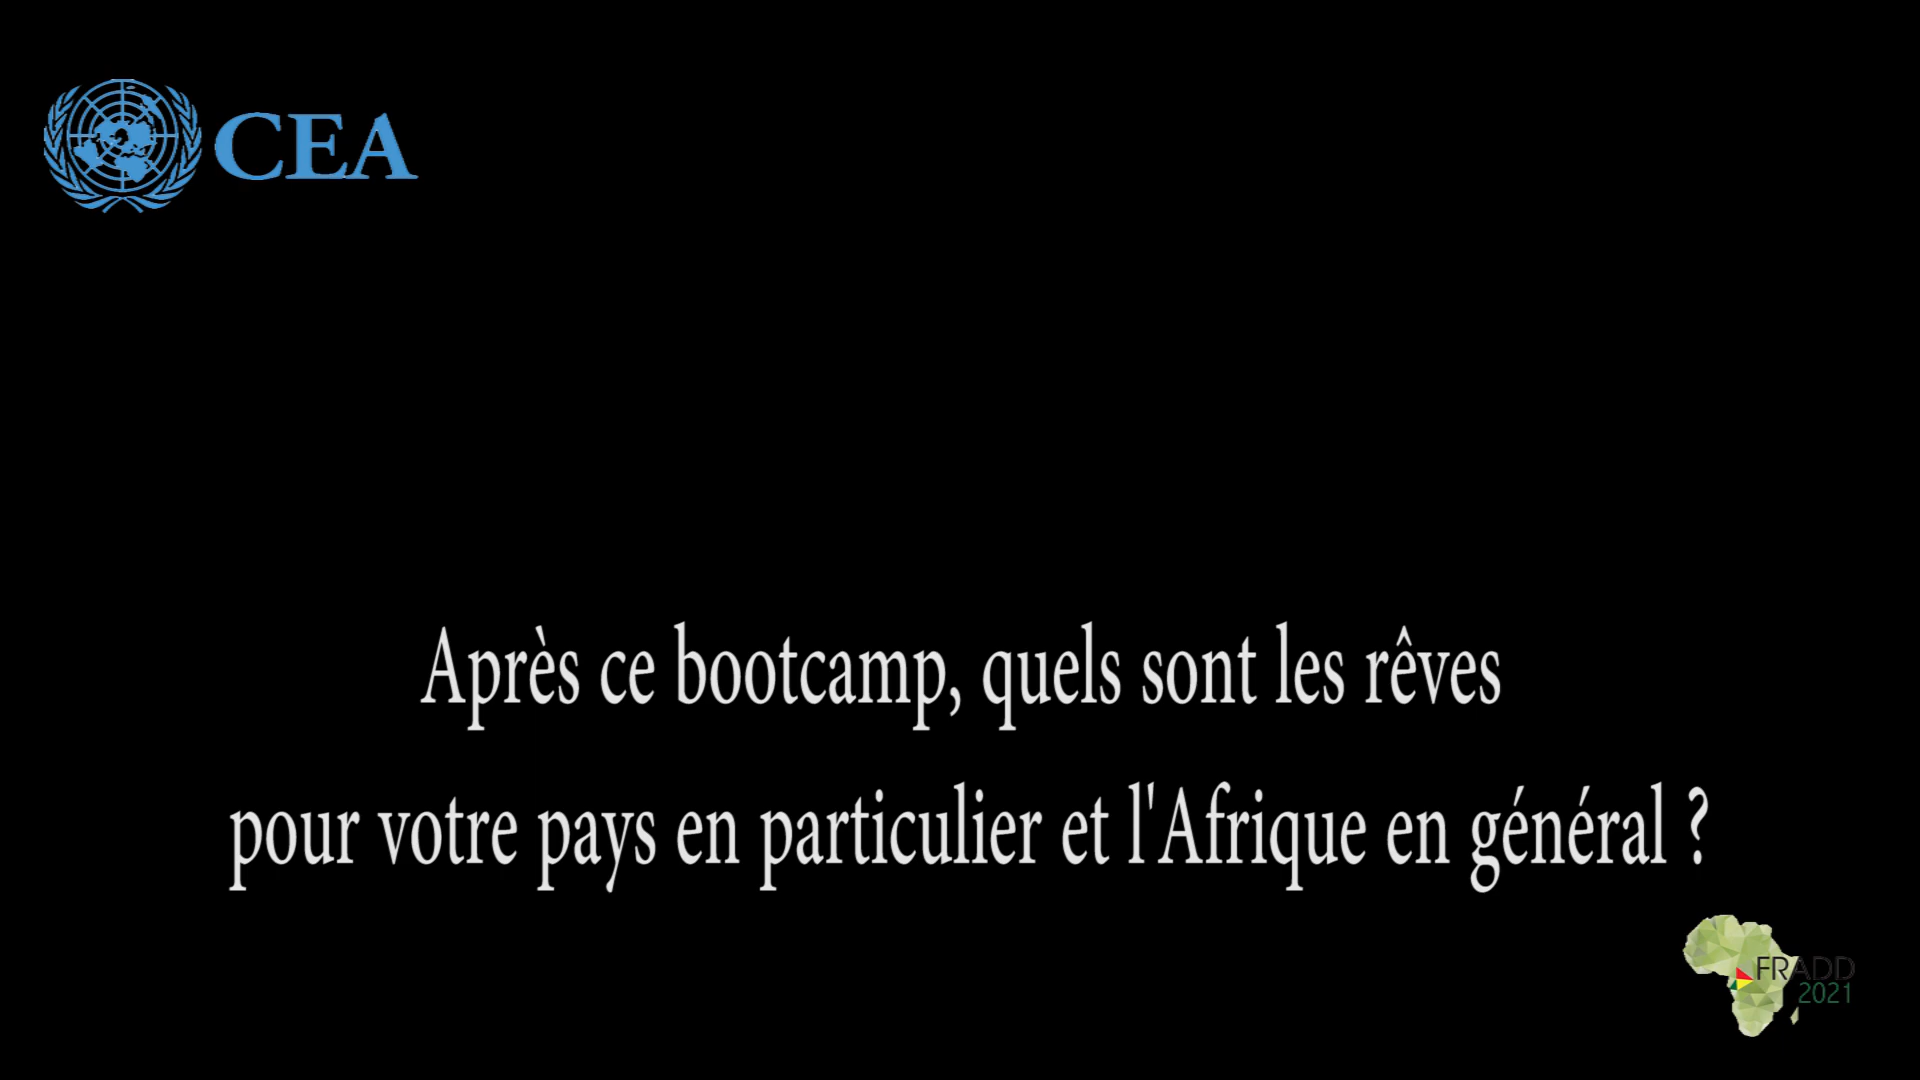 CEA
Après ce bootcamp, quels sont les rêves
pour votre pays en particulier et l'Afrique en général ?
FRADD
2021